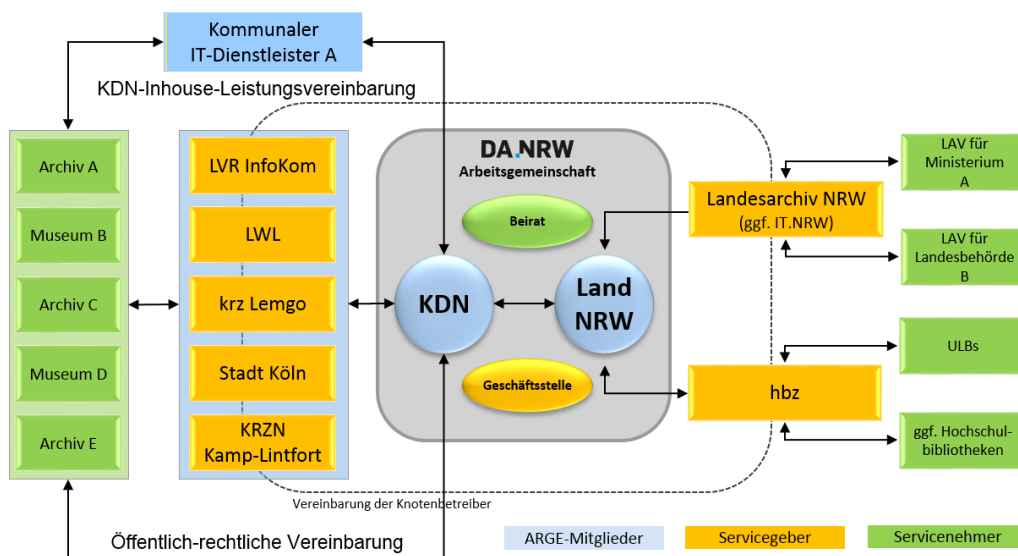 Kommunaler
IT-Dienstleister A
KDN-Inhouse-Leistungsvereinbarung
Archiv A
Museum B
Archiv C
Museum D
Archiv E
LVR InfoKom
LWL
krz Lemgo
Stadt Köln
KRZN
Kamp-Lintfort
DA.NRW
Arbeitsgemeinschaft
Beirat
KDN
Land
NRW
Geschäftsstelle
Landesarchiv NRW
(ggf. IT.NRW)
hbz
LAV für
Ministerium
A
LAV für
Landesbehörde
B
ULBs
ggf. Hochschul-
bibliotheken
Vereinbarung der Knotenbetreiber
Öffentlich-rechtliche Vereinbarung
ARGE-Mitglieder
Servicegeber
Servicenehmer